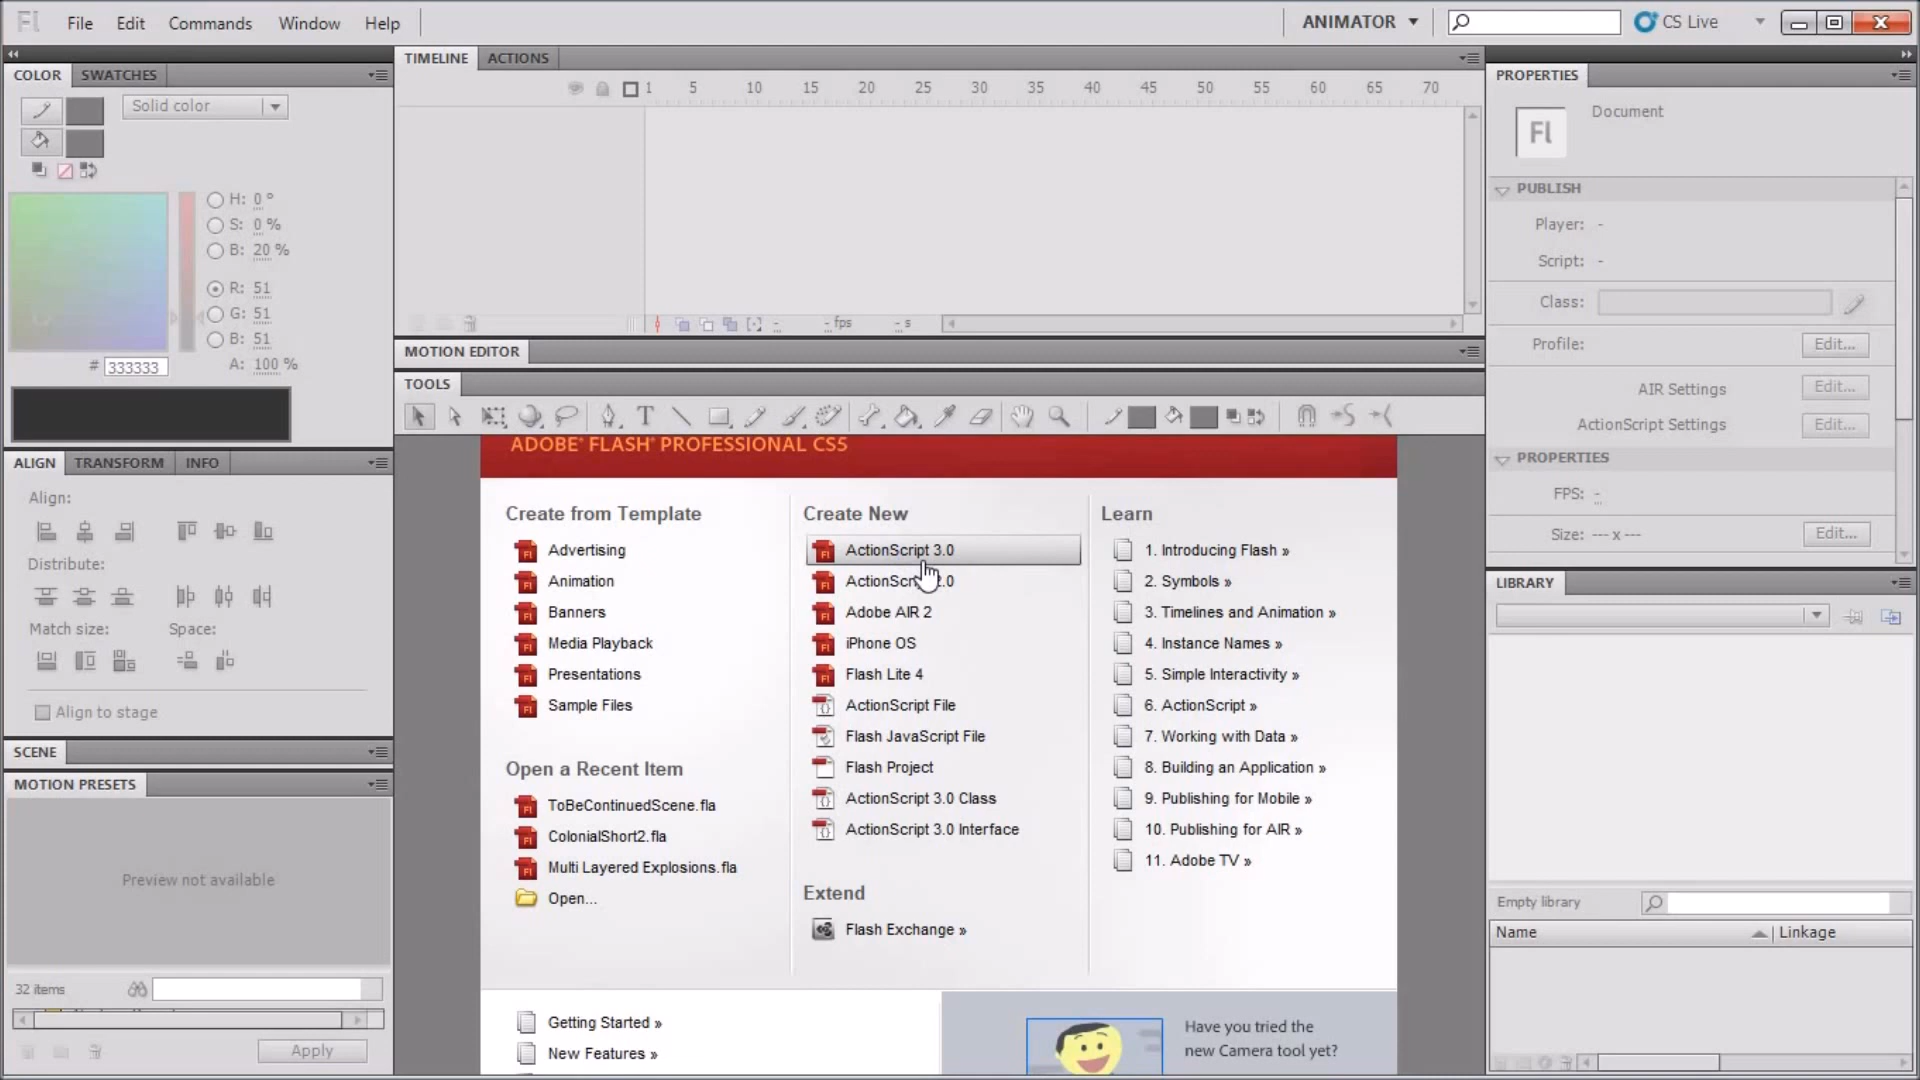 Fl File Edit Commands Window Help ANIMATOR CS Live
COLOR SWATCHES
Solid color
H: 0 °
S: 0 %
B: 20 %
R: 51
G: 51
B: 51
# 333333 A: 100 %
ALIGN TRANSFORM INFO
Align:
Distribute:
Match size: Space:
Align to stage
SCENE
MOTION PRESETS
Preview not available
32 items
Apply
TIMELINE ACTIONS
1 5 10 15 20 25 30 35 40 45 50 55 60 65 70
- - fps - s
MOTION EDITOR
TOOLS
ADOBE® FLASH® PROFESSIONAL CS5
Create from Template
Advertising
Animation
Banners
Media Playback
Presentations
Sample Files
Open a Recent Item
ToBeContinuedScene.fla
ColonialShort2.fla
Multi Layered Explosions.fla
Open...
Create New
ActionScript 3.0
ActionScript 2.0
Adobe AIR 2
iPhone OS
Flash Lite 4
ActionScript File
Flash JavaScript File
Flash Project
ActionScript 3.0 Class
ActionScript 3.0 Interface
Extend
Flash Exchange »
Learn
1. Introducing Flash »
2. Symbols »
3. Timelines and Animation »
4. Instance Names »
5. Simple Interactivity »
6. ActionScript »
7. Working with Data »
8. Building an Application »
9. Publishing for Mobile »
10. Publishing for AIR »
11. Adobe TV »
Getting Started »
New Features »
Have you tried the
new Camera tool yet?
PROPERTIES
Fl Document
PUBLISH
Player: -
Script: -
Class:
Profile: Edit...
AIR Settings Edit...
ActionScript Settings Edit...
PROPERTIES
FPS: -
Size: --- x --- Edit...
LIBRARY
Empty library
Name Linkage